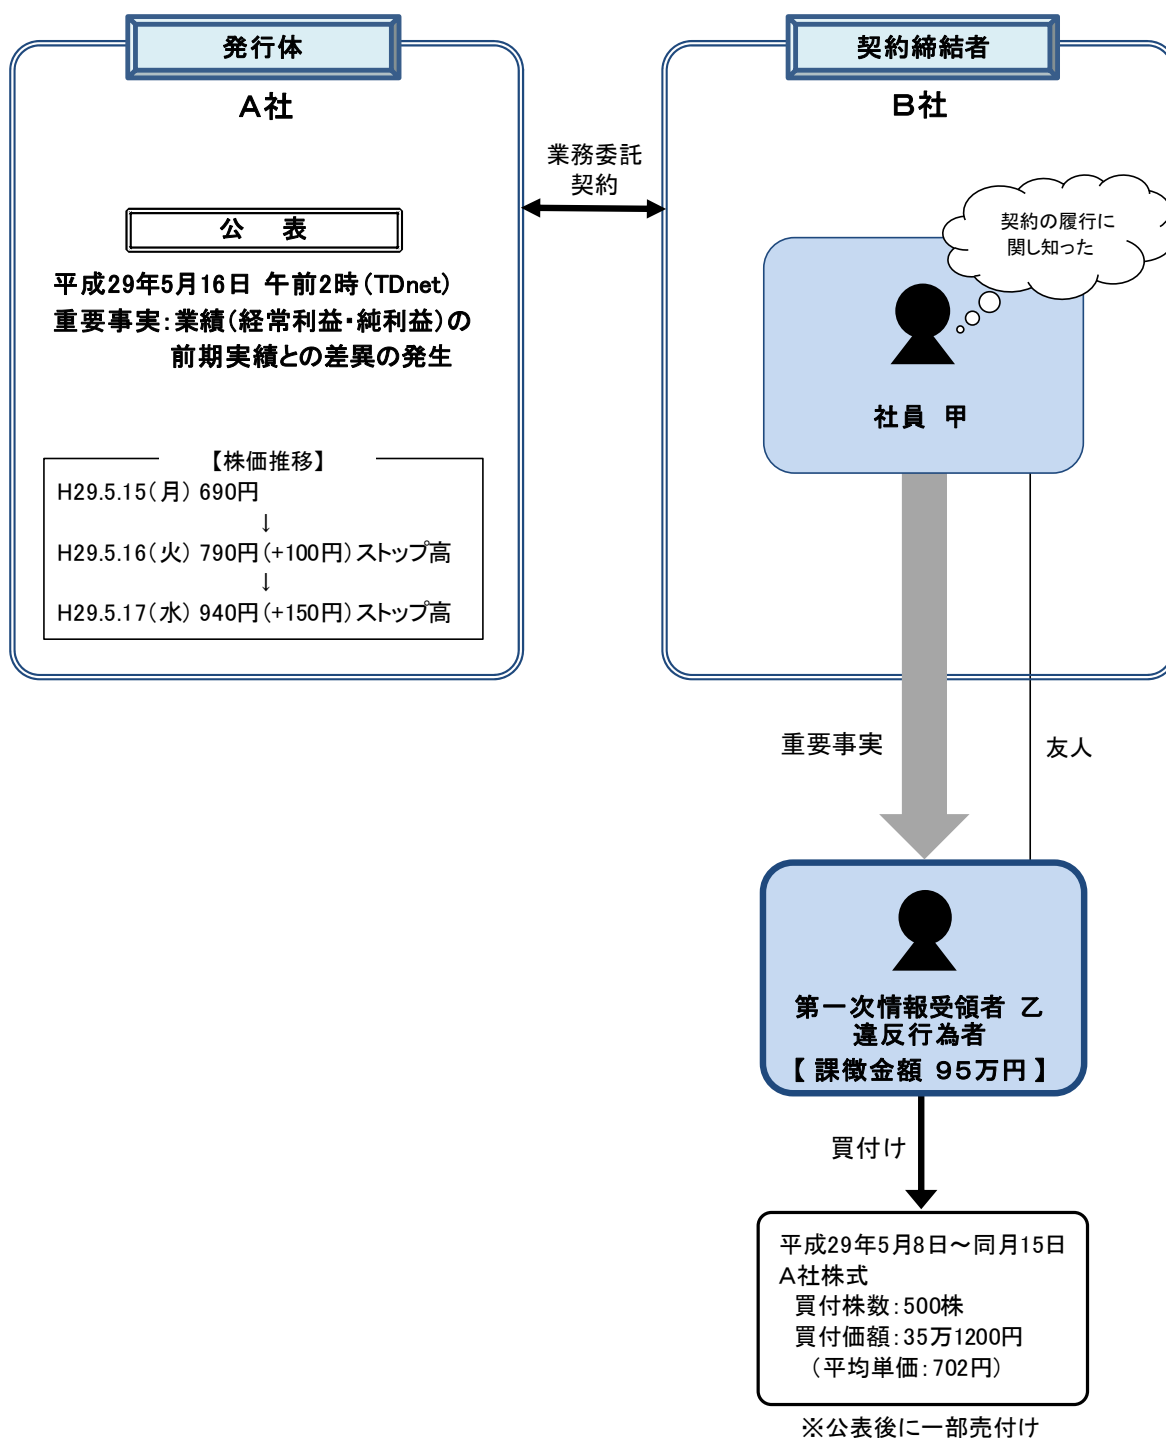 発行体
A社
公 表
平成29年5月16日 午前2時(TDnet)
重要事実:業績(経常利益・純利益)の
前期実績との差異の発生
【株価推移】
H29.5.15(月) 690円
↓
H29.5.16(火) 790円(+100円)ストップ高
↓
H29.5.17(水) 940円(+150円)ストップ高
業務委託
契約
契約締結者
B社
契約の履行に
関し知った
社員 甲
重要事実
友人
第一次情報受領者 乙
違反行為者
【 課徴金額 95万円 】
買付け
平成29年5月8日～同月15日
A社株式
買付株数:500株
買付価額:35万1200円
(平均単価:702円)
※公表後に一部売付け